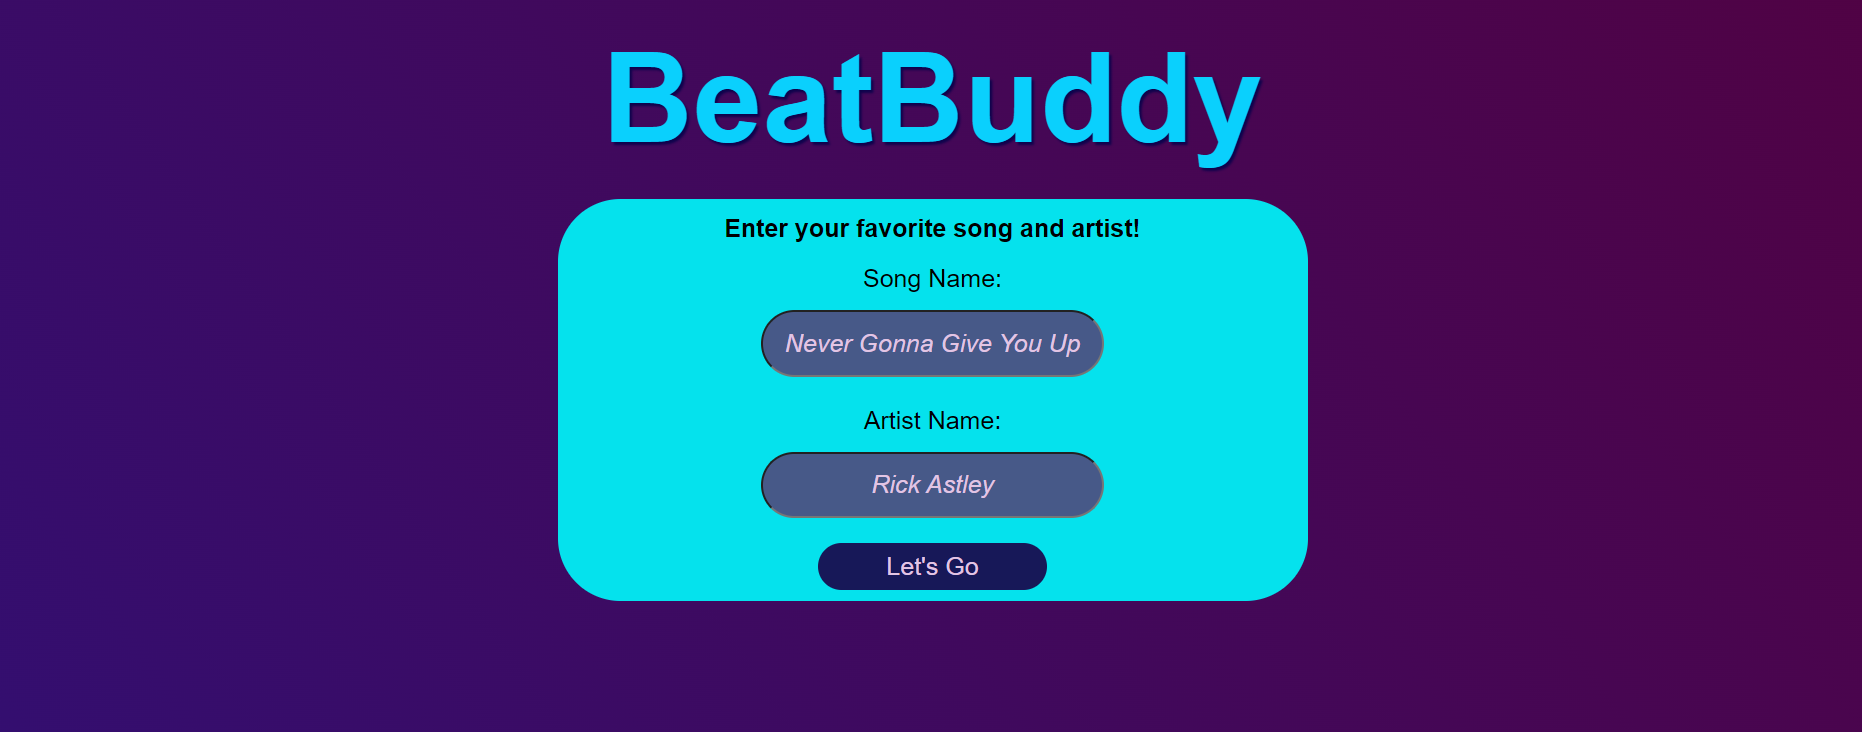 BeatBuddy
Enter your favorite song and artist!
Song Name:
Never Gonna Give You Up
Artist Name:
Rick Astley
Let's Go